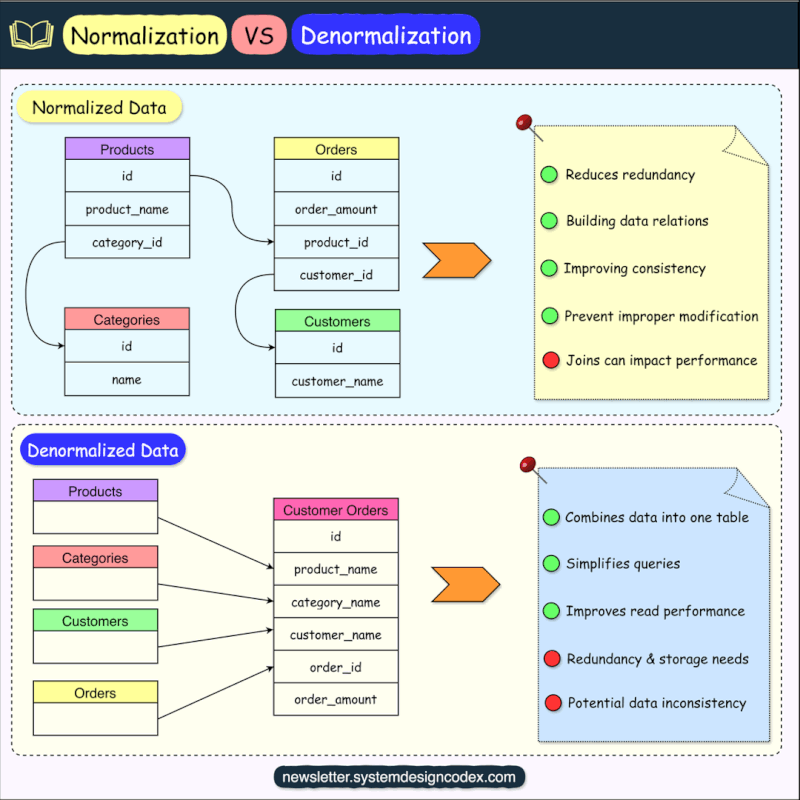 Normalization VS Denormalization
Normalized Data
Products
id
product_name
category_id
Orders
id
order_amount
product_id
customer_id
Categories
id
name
Customers
id
customer_name
Reduces redundancy
Building data relations
Improving consistency
Prevent improper modification
Joins can impact performance
Denormalized Data
Products
Categories
Customers
Orders
Customer Orders
id
product_name
category_name
customer_name
order_id
order_amount
Combines data into one table
Simplifies queries
Improves read performance
Redundancy & storage needs
Potential data inconsistency
newsletter.systemdesigncodex.com